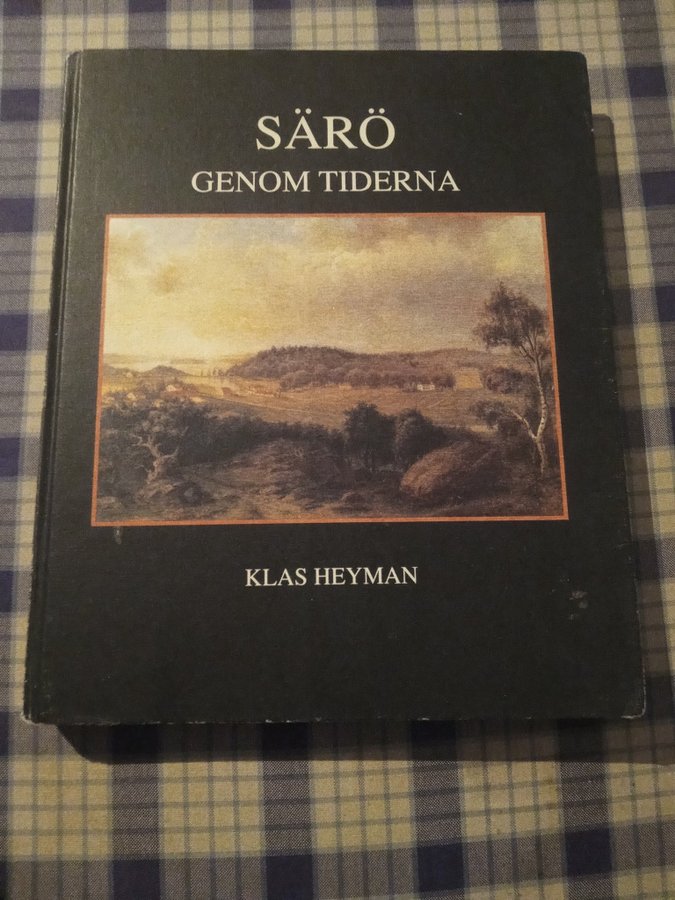 SÄRÖ
GENOM TIDERNA
KLAS HEYMAN